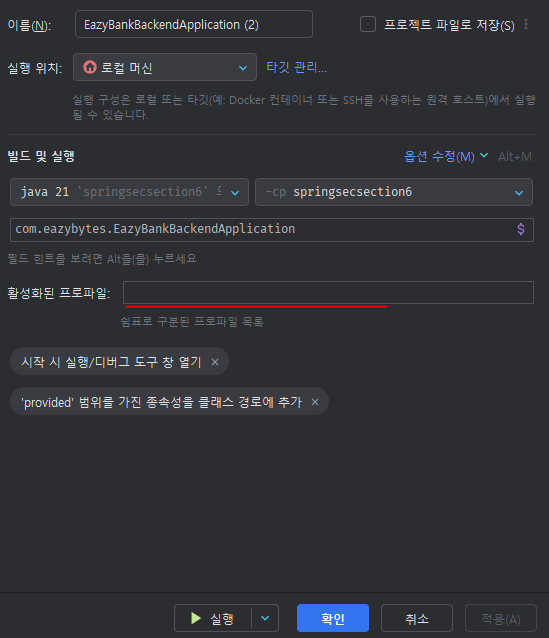 이름(N): EazyBankBackendApplication (2) 프로젝트 파일로 저장(S)
실행 위치: 로컬 머신 타깃 관리...
실행 구성은 로컬 또는 타깃(예: Docker 컨테이너 또는 SSH를 사용하는 원격 호스트)에서 실행
될 수 있습니다.
빌드 및 실행 옵션 수정(M) Alt+M
java 21 'springsecsection6' -cp springsecsection6
com.eazybytes.EazyBankBackendApplication $
필드 힌트를 보려면 Alt을(를) 누르세요
활성화된 프로파일:
쉼표로 구분된 프로파일 목록
시작 시 실행/디버그 도구 창 열기 ×
'provided' 범위를 가진 종속성을 클래스 경로에 추가 ×
실행 확인 취소 적용(A)